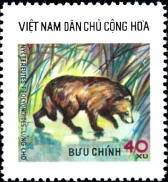 VIỆT NAM DÂN CHỦ CỘNG HÒA
BƯU CHÍNH
40
XU